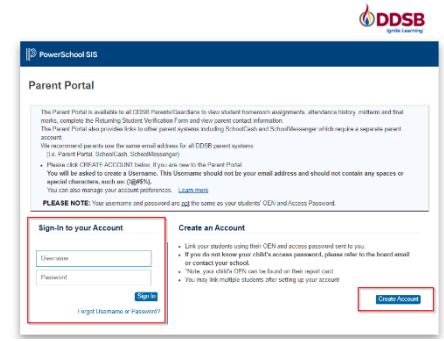 DDSB
Ignite Learning
PowerSchool SIS
Parent Portal
The Parent Portal is available to all DDSB Parents/Guardians to view student homeroom assignments, attendance history, midterm and final
marks, complete the Returning Student Verification Form and view parent contact information.
The Parent Portal also provides links to other parent systems including SchoolCash and SchoolMessenger which require a separate parent
account.
We recommend parents use the same email address for all DDSB parent systems
(i.e. Parent Portal, SchoolCash, SchoolMessenger)
• Please click CREATE ACCOUNT below, if you are new to the Parent Portal.
You will be asked to create a Username. This Username should not be your email address and should not contain any spaces or
special characters, such as: (!@#$%).
You can also manage your account preferences. Learn more
PLEASE NOTE: Your username and password are not the same as your students' OEN and Access Password.
Sign-In to your Account
Username
Password
Sign In
Forgot Username or Password?
Create an Account
• Link your students using their OEN and access password sent to you.
• If you do not know your child's access password, please refer to the board email
or contact your school.
• *Note, your child's OEN can be found on their report card
• You may link multiple students after setting up your account
Create Account